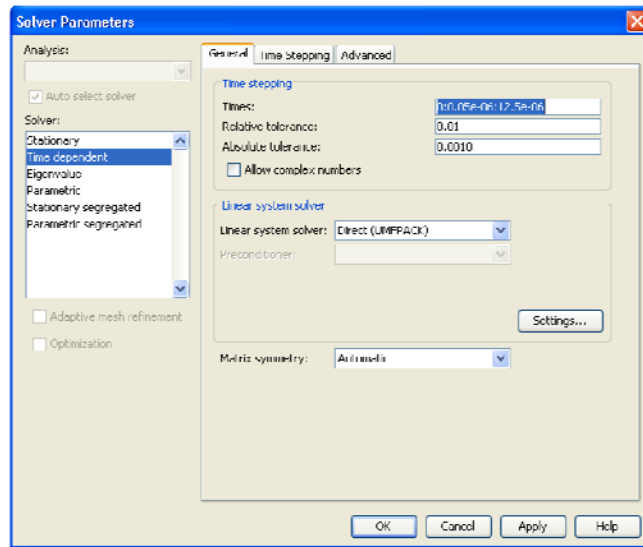 Solver Parameters
Analysis:
Auto select solver
Solver:
Stationary
Time dependent
Eigenvalue
Parametric
Stationary segregated
Parametric segregated
Adaptive mesh refinement
Optimization
General Time Stepping Advanced
Time stepping
Times: 0:0.05e-06:12.5e-06
Relative tolerance: 0.01
Absolute tolerance: 0.0010
Allow complex numbers
Linear system solver
Linear system solver: Direct (UMFPACK)
Preconditioner:
Settings...
Matrix symmetry: Automatic
OK Cancel Apply Help